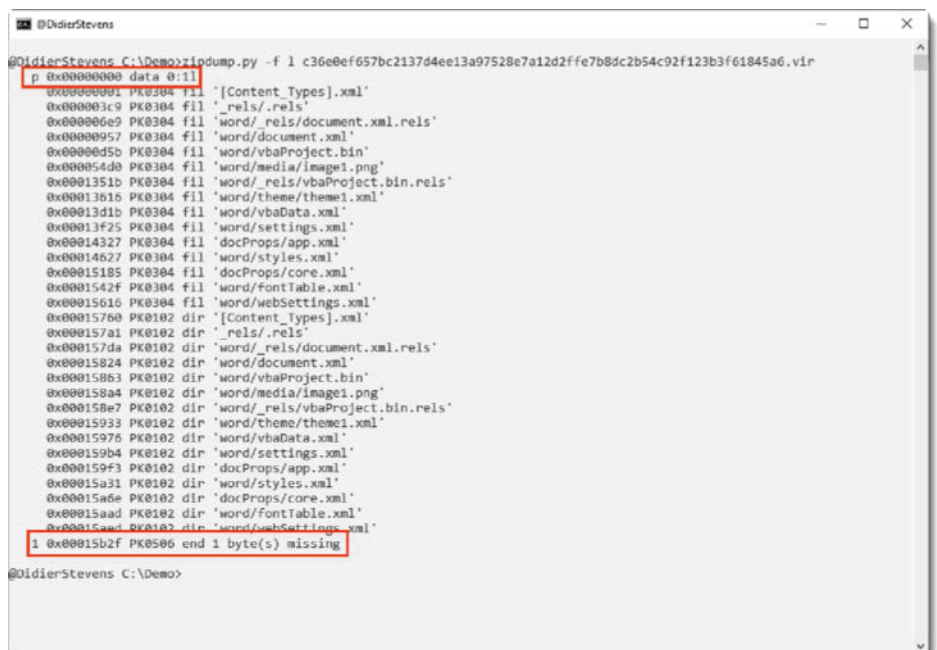 @DidierStevens
@DidierStevens C:\Demo>zipdump.py -f l c36e0ef657bc2137d4ee13a97528e7a12d2ffe7b8dc2b54c92f123b3f61845a6.vir
p 0x00000000 data 0:1l
0x00000001 PK0304 fil '[Content_Types].xml'
0x000003c9 PK0304 fil '_rels/.rels'
0x000006e9 PK0304 fil 'word/_rels/document.xml.rels'
0x00000957 PK0304 fil 'word/document.xml'
0x00000d5b PK0304 fil 'word/vbaProject.bin'
0x000054d0 PK0304 fil 'word/media/image1.png'
0x0001351b PK0304 fil 'word/_rels/vbaProject.bin.rels'
0x00013616 PK0304 fil 'word/theme/theme1.xml'
0x00013d1b PK0304 fil 'word/vbaData.xml'
0x00013f25 PK0304 fil 'word/settings.xml'
0x00014327 PK0304 fil 'docProps/app.xml'
0x00014627 PK0304 fil 'word/styles.xml'
0x00015185 PK0304 fil 'docProps/core.xml'
0x0001542f PK0304 fil 'word/fontTable.xml'
0x00015616 PK0304 fil 'word/webSettings.xml'
0x00015760 PK0102 dir '[Content_Types].xml'
0x000157a1 PK0102 dir '_rels/.rels'
0x000157da PK0102 dir 'word/_rels/document.xml.rels'
0x00015824 PK0102 dir 'word/document.xml'
0x00015863 PK0102 dir 'word/vbaProject.bin'
0x000158a4 PK0102 dir 'word/media/image1.png'
0x000158e7 PK0102 dir 'word/_rels/vbaProject.bin.rels'
0x00015933 PK0102 dir 'word/theme/theme1.xml'
0x00015976 PK0102 dir 'word/vbaData.xml'
0x000159b4 PK0102 dir 'word/settings.xml'
0x000159f3 PK0102 dir 'docProps/app.xml'
0x00015a31 PK0102 dir 'word/styles.xml'
0x00015a6e PK0102 dir 'docProps/core.xml'
0x00015aad PK0102 dir 'word/fontTable.xml'
0x00015aed PK0102 dir 'word/webSettings.xml'
1 0x00015b2f PK0506 end 1 byte(s) missing
@DidierStevens C:\Demo>